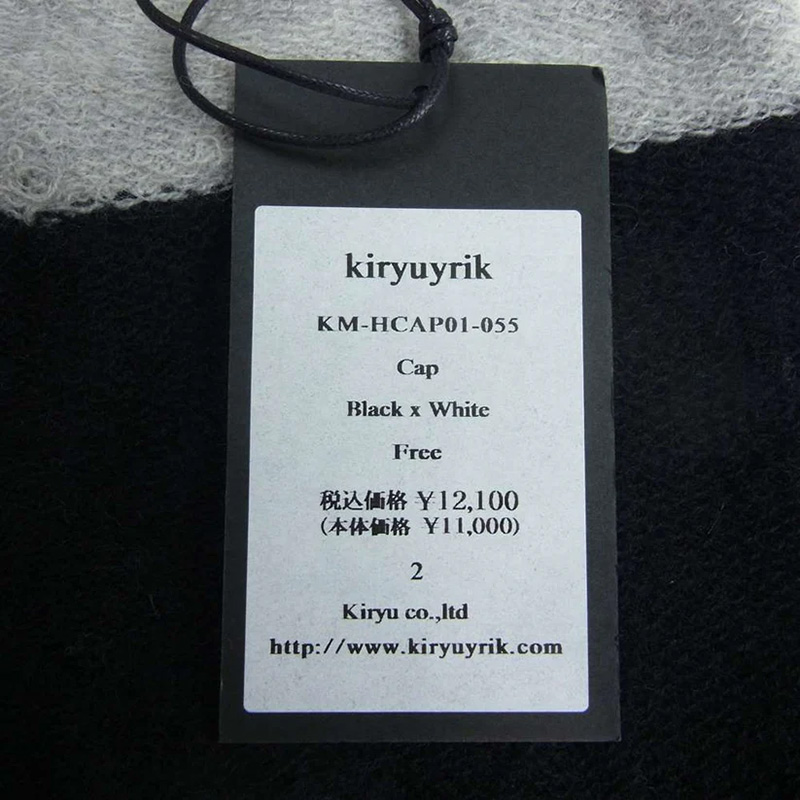 kiryuyrik
KM-HCAP01-055
Cap
Black x White
Free
税込価格 ￥12,100
(本体価格 ￥11,000)
2
Kiryu co.,ltd
http://www.kiryuyrik.com